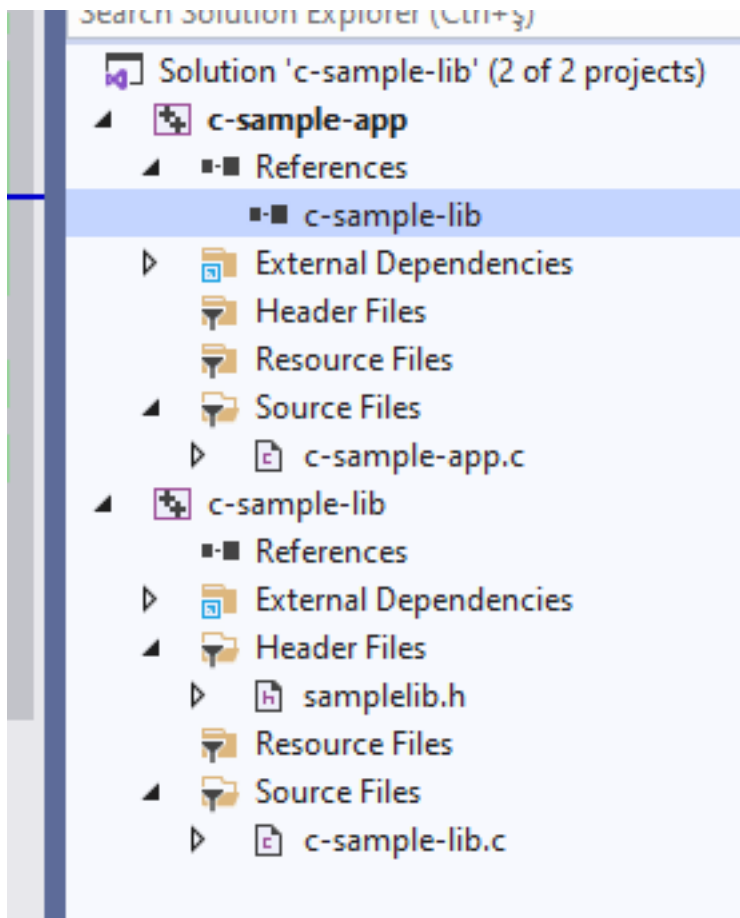 Search Solution Explorer (Ctrl+ş)
Solution 'c-sample-lib' (2 of 2 projects)
c-sample-app
References
c-sample-lib
External Dependencies
Header Files
Resource Files
Source Files
c-sample-app.c
c-sample-lib
References
External Dependencies
Header Files
samplelib.h
Resource Files
Source Files
c-sample-lib.c